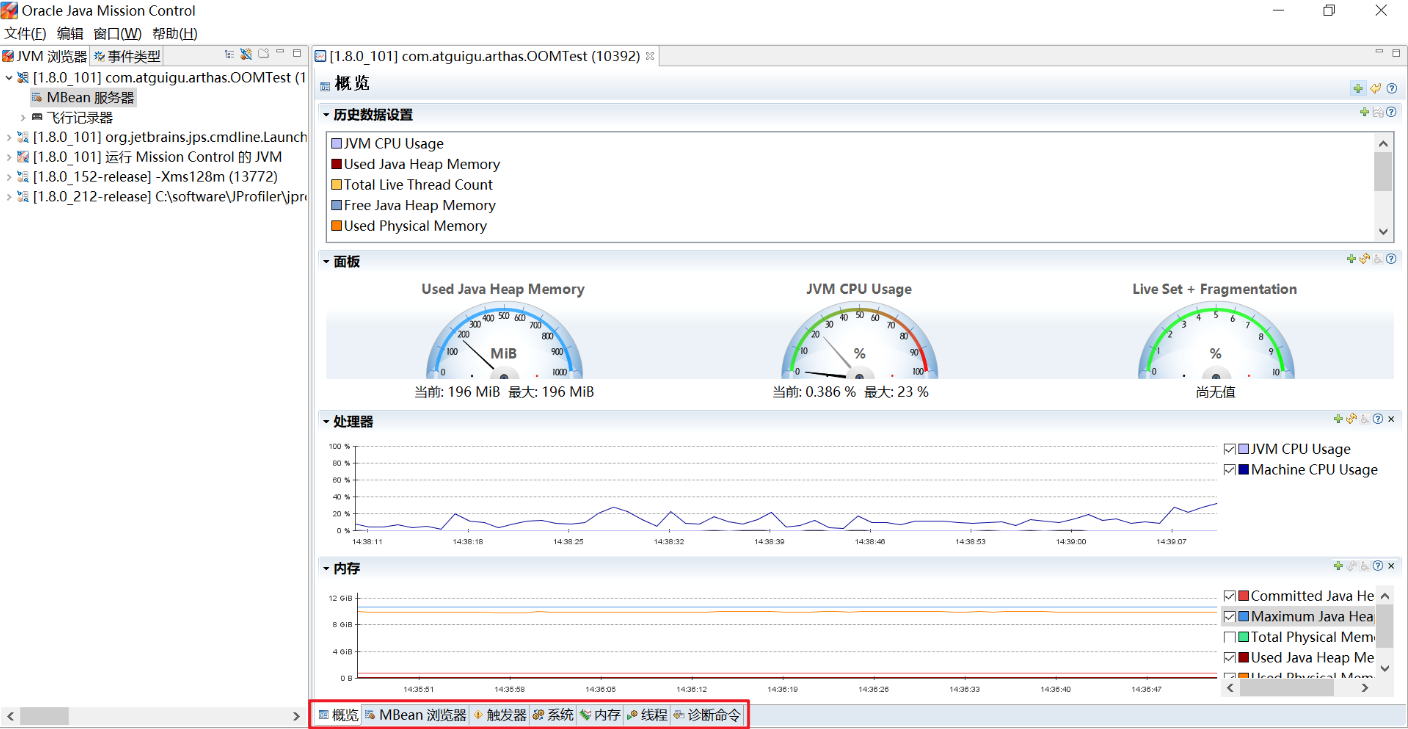 Oracle Java Mission Control
文件(F) 编辑 窗口(W) 帮助(H)
JVM 浏览器 事件类型
[1.8.0_101] com.atguigu.arthas.OOMTest (1
MBean 服务器
飞行记录器
[1.8.0_101] org.jetbrains.jps.cmdline.Launch
[1.8.0_101] 运行 Mission Control 的 JVM
[1.8.0_152-release] -Xms128m (13772)
[1.8.0_212-release] C:\software\JProfiler\jpr
[1.8.0_101] com.atguigu.arthas.OOMTest (10392)
概览
历史数据设置
JVM CPU Usage
Used Java Heap Memory
Total Live Thread Count
Free Java Heap Memory
Used Physical Memory
面板
Used Java Heap Memory JVM CPU Usage Live Set + Fragmentation
0 100 200 300 400 500 600 700 800 900 1000
MiB
0 10 20 30 40 50 60 70 80 90 100
%
0 1 2 3 4 5 6 7 8 9 10
%
当前: 196 MiB 最大: 196 MiB 当前: 0.386 % 最大: 23 % 尚无值
处理器
100 %
80 %
60 %
40 %
20 %
0 %
14:38:11 14:38:18 14:38:25 14:38:32 14:38:39 14:38:46 14:38:53 14:39:00 14:39:07
JVM CPU Usage
Machine CPU Usage
内存
12 GiB
8 GiB
4 GiB
0 B
14:35:51 14:35:58 14:36:05 14:36:12 14:36:19 14:36:26 14:36:33 14:36:40 14:36:47
Committed Java He
Maximum Java Hea
Total Physical Mem
Used Java Heap Me
Used Physical Mem
概览 MBean 浏览器 触发器 系统 内存 线程 诊断命令